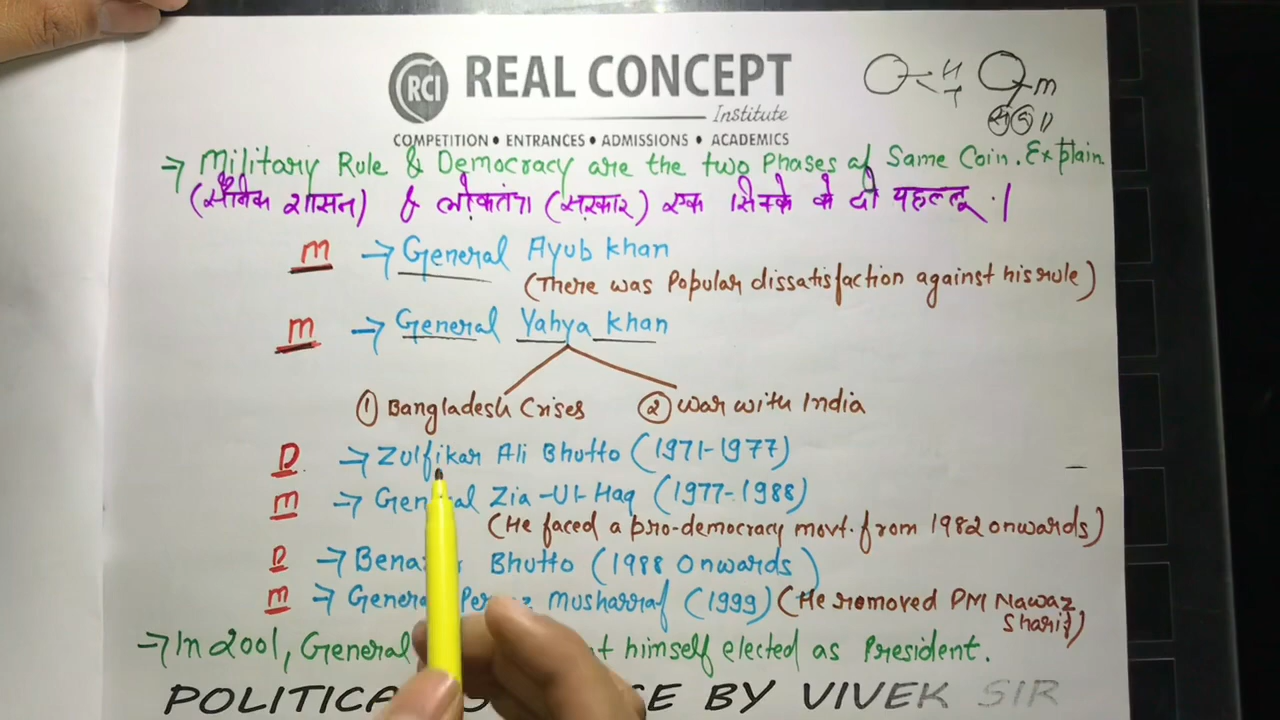 RCI REAL CONCEPT
Institute
COMPETITION • ENTRANCES • ADMISSIONS • ACADEMICS
H
T
m
D
→ Military Rule & Democracy are the two Phases of Same Coin. Explain.
(सैनिक शासन) & लोकतंत्र (सरकार) एक सिक्के के दो पहलू.।
m → General Ayub Khan
(There was Popular dissatisfaction against his rule)
m → General Yahya Khan
① Bangladesh Crises ② War with India
D → Zulfikar Ali Bhutto (1971-1977)
m → General Zia-Ul-Haq (1977-1988)
(He faced a pro-democracy movt. from 1982 onwards)
D → Bhutto (1988 Onwards)
m → Musharraf (1999) (He removed PM Nawaz Sharif)
→ In 2001, General himself elected as President.
BY VIVEK SIR